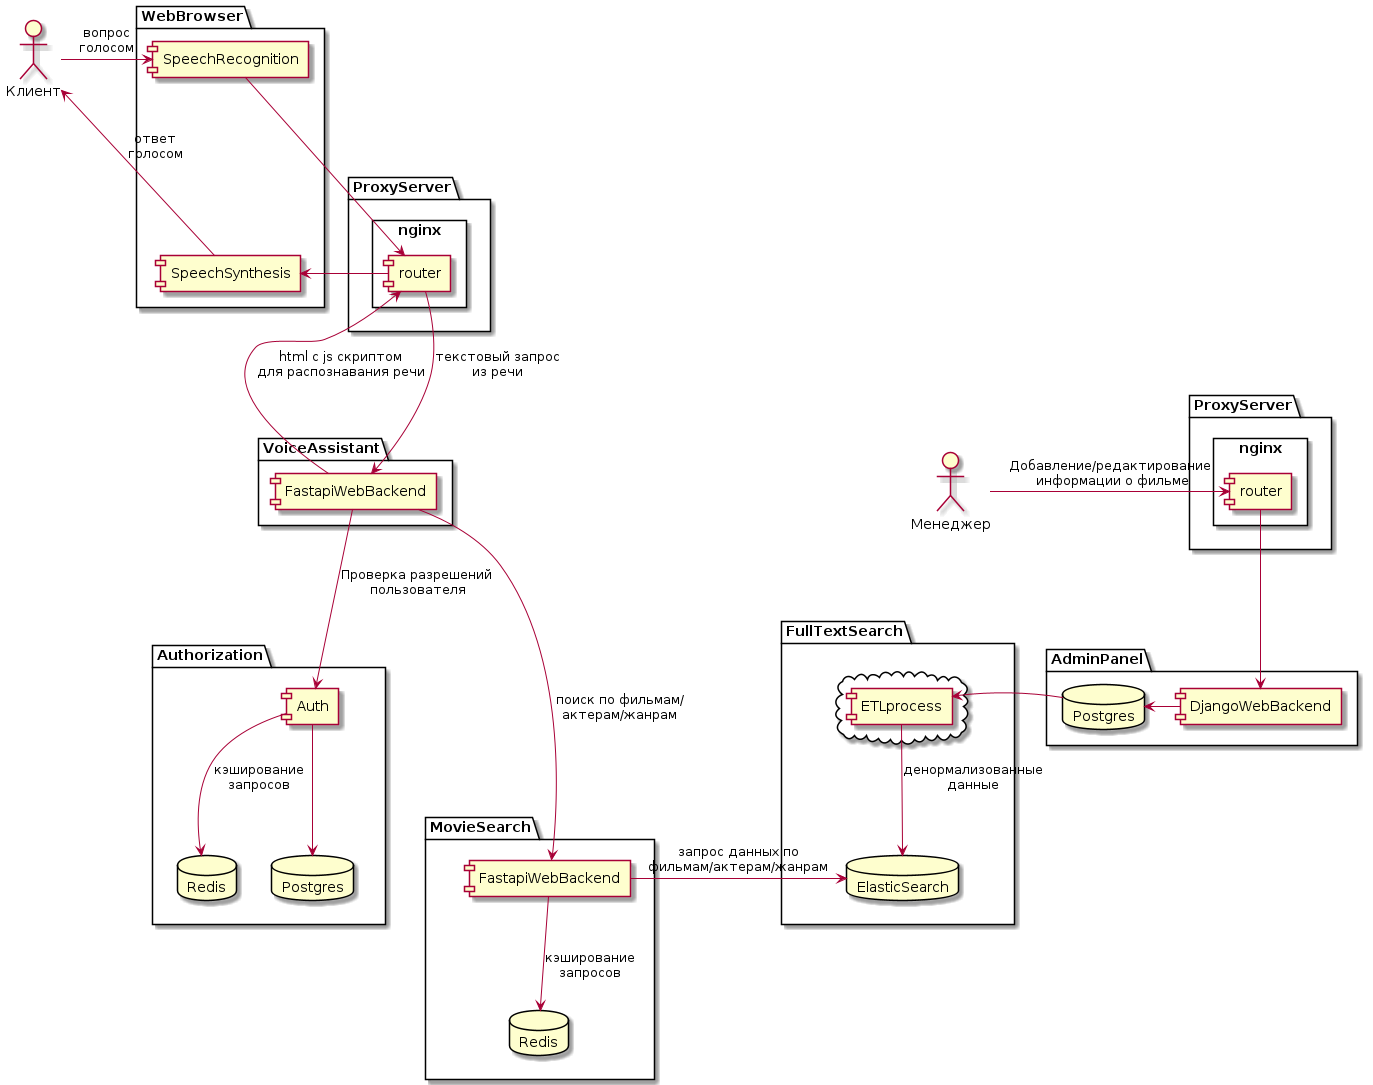 WebBrowser
вопрос
голосом
SpeechRecognition
Клиент
ответ
голосом
ProxyServer
nginx
SpeechSynthesis
router
html с js скриптом
для распознавания речи
текстовый запрос
из речи
VoiceAssistant
FastapiWebBackend
ProxyServer
nginx
Добавление/редактирование
информации о фильме
router
Менеджер
Проверка разрешений
пользователя
Authorization
Auth
кэширование
запросов
Redis
Postgres
поиск по фильмам/
актерам/жанрам
FullTextSearch
ETLprocess
денормализованные
данные
ElasticSearch
AdminPanel
Postgres
DjangoWebBackend
MovieSearch
FastapiWebBackend
запрос данных по
фильмам/актерам/жанрам
кэширование
запросов
Redis